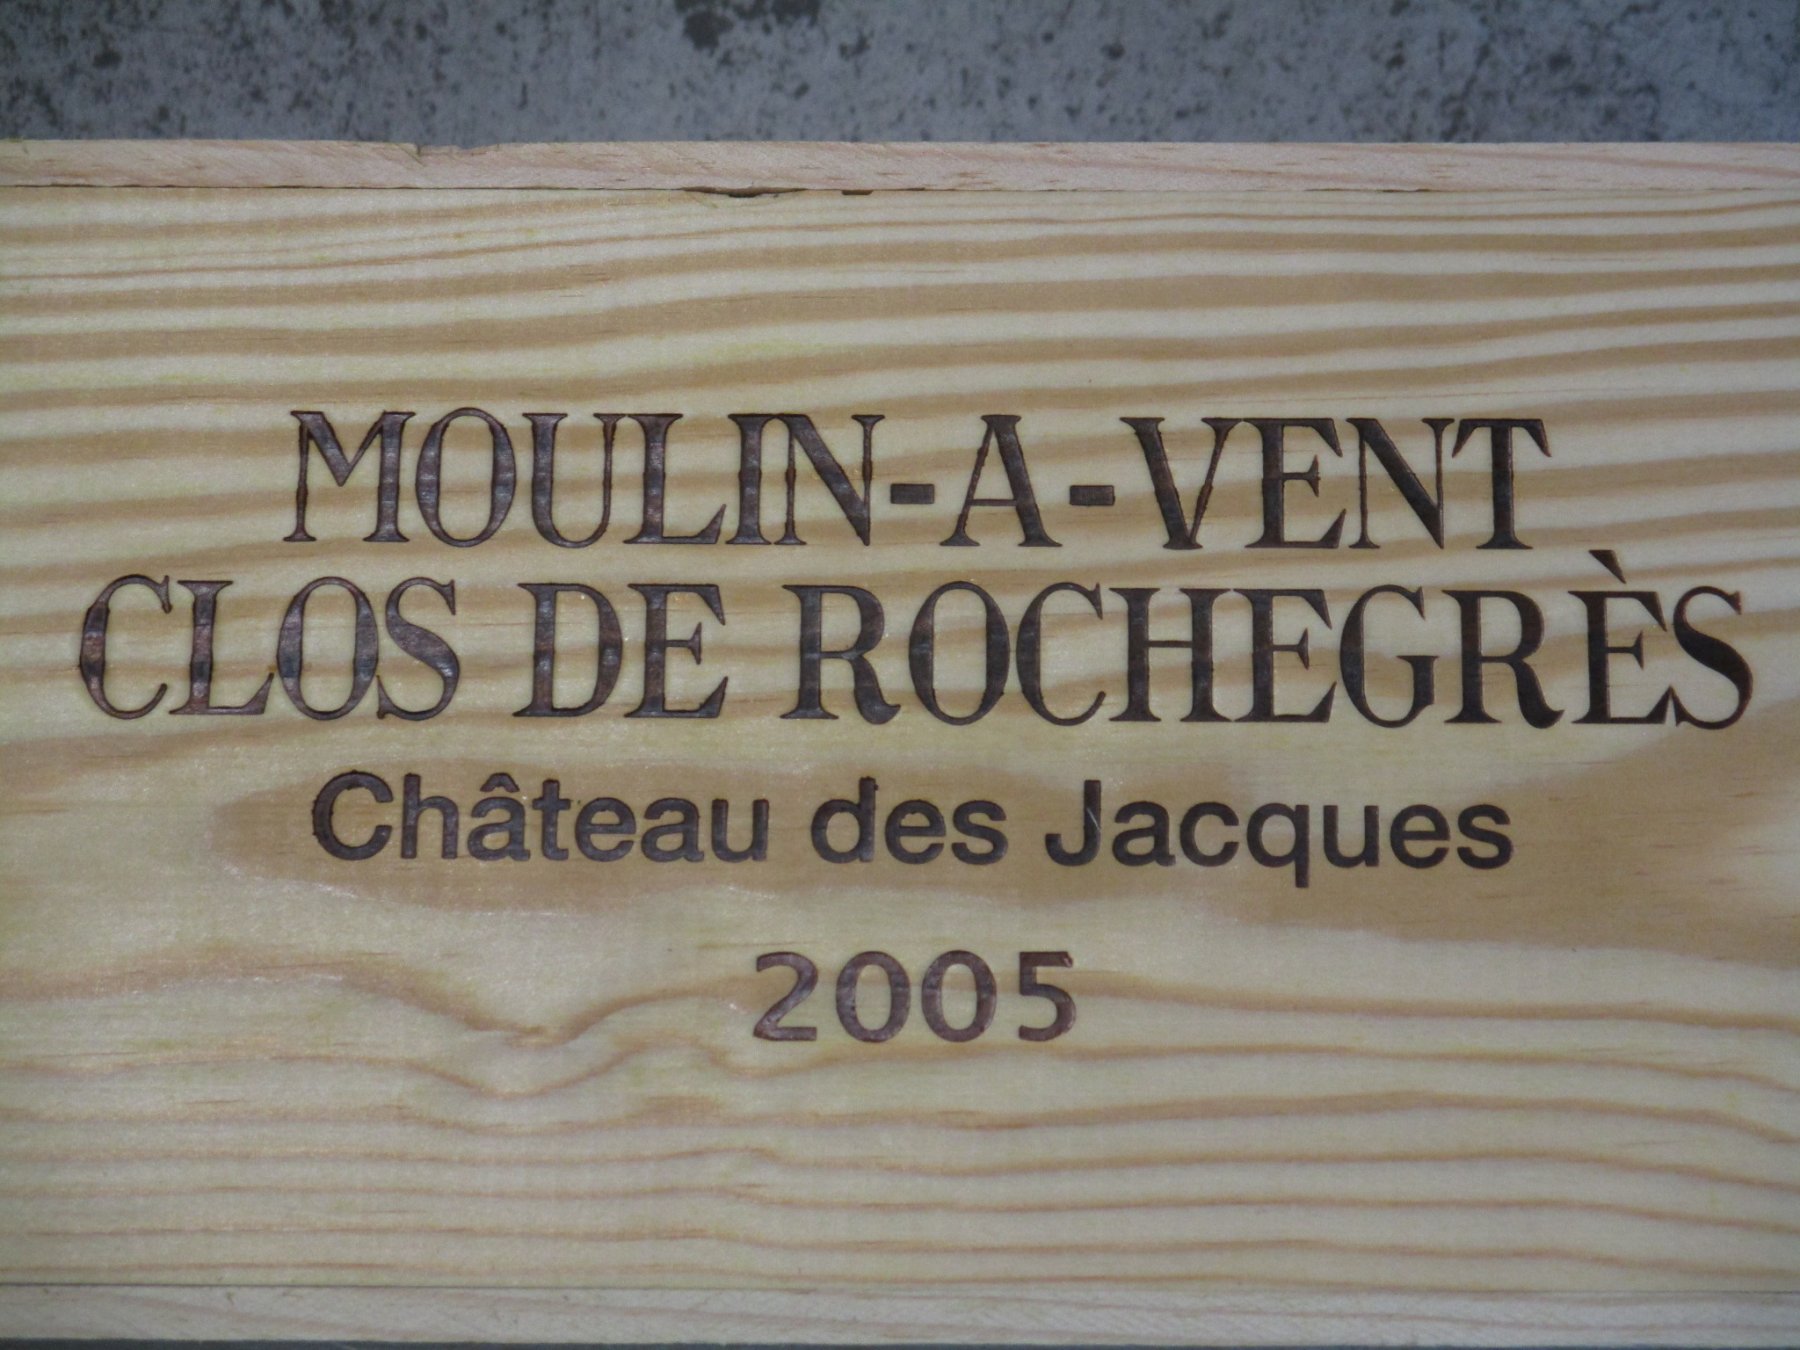 MOULIN-A-VENT
CLOS DE ROCHEGRÈS
Château des Jacques
2005